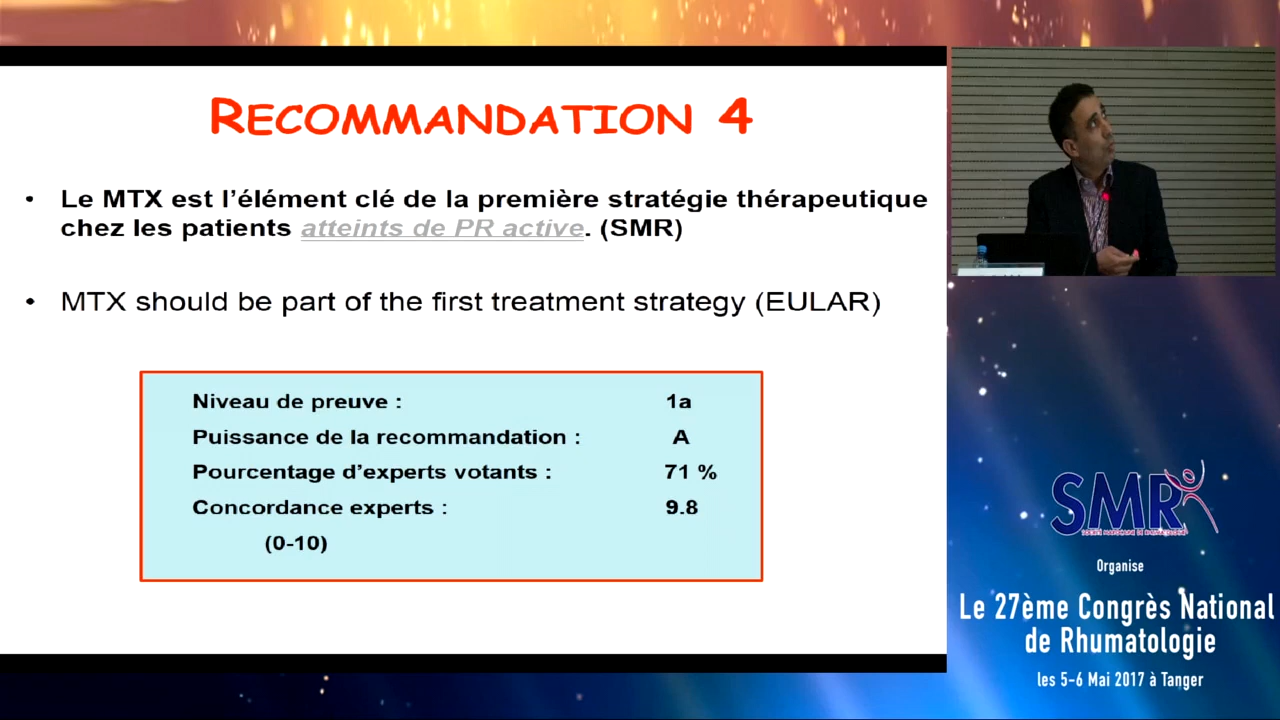 RECOMMANDATION 4
• Le MTX est l’élément clé de la première stratégie thérapeutique
chez les patients atteints de PR active. (SMR)
• MTX should be part of the first treatment strategy (EULAR)
Niveau de preuve : 1a
Puissance de la recommandation : A
Pourcentage d’experts votants : 71 %
Concordance experts : 9.8
(0-10)
SMR
Organise
Le 27ème Congrès National
de Rhumatologie
les 5-6 Mai 2017 à Tanger